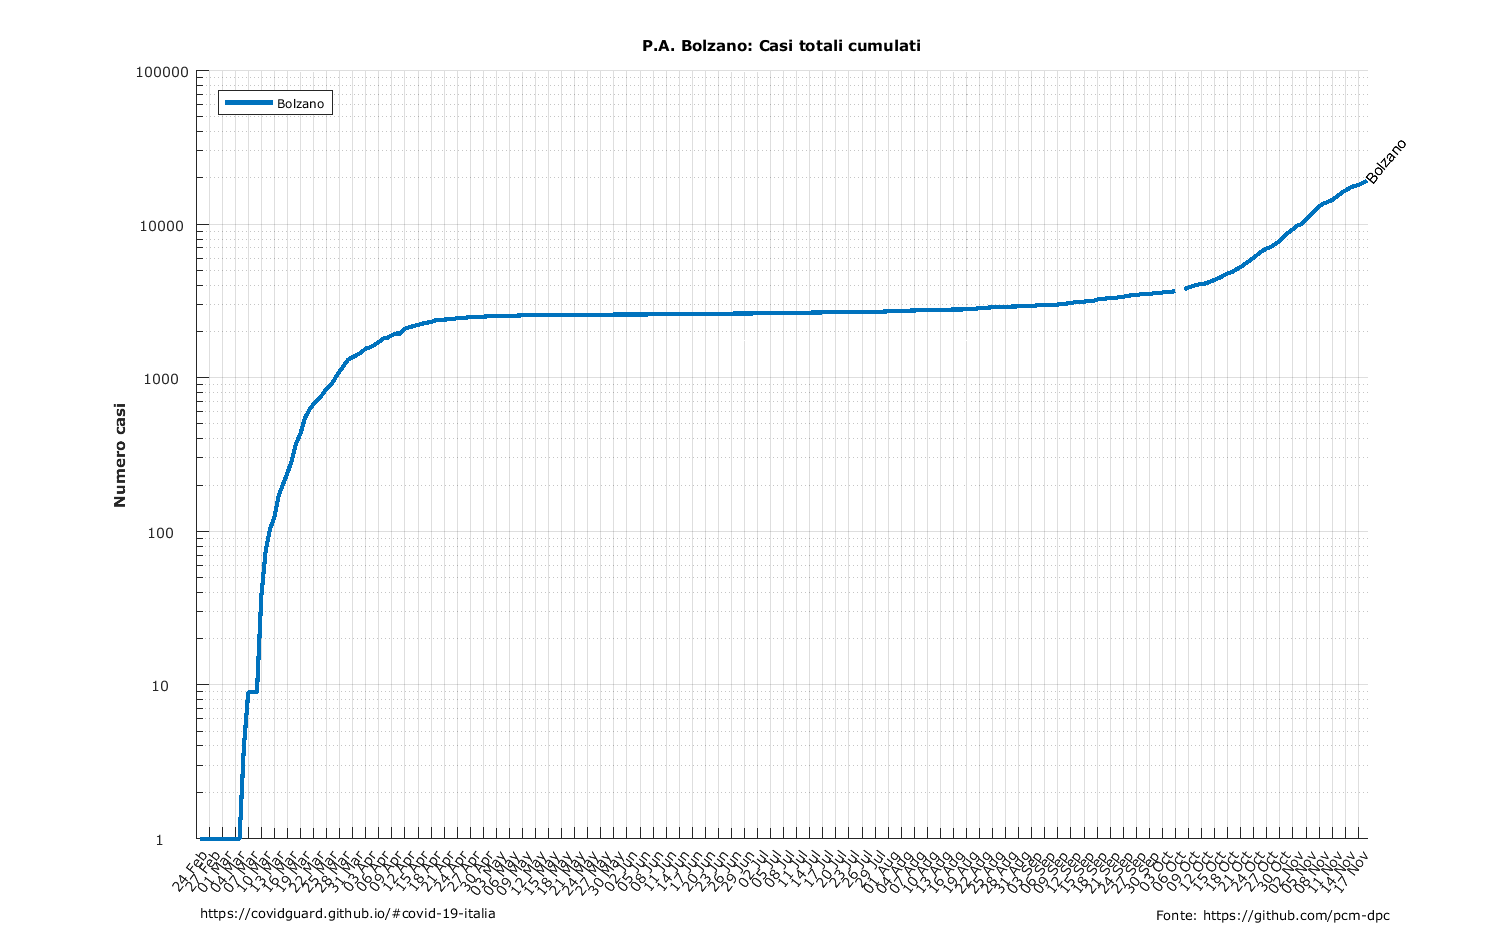 P.A. Bolzano: Casi totali cumulati
100000
10000
1000
100
10
1
Numero casi
Bolzano
Bolzano
24 Feb
27 Feb
01 Mar
04 Mar
07 Mar
10 Mar
13 Mar
16 Mar
19 Mar
22 Mar
25 Mar
28 Mar
31 Mar
03 Apr
06 Apr
09 Apr
12 Apr
15 Apr
18 Apr
21 Apr
24 Apr
27 Apr
30 Apr
03 May
06 May
09 May
12 May
15 May
18 May
21 May
24 May
27 May
30 May
02 Jun
05 Jun
08 Jun
11 Jun
14 Jun
17 Jun
20 Jun
23 Jun
26 Jun
29 Jun
02 Jul
05 Jul
08 Jul
11 Jul
14 Jul
17 Jul
20 Jul
23 Jul
26 Jul
29 Jul
01 Aug
04 Aug
07 Aug
10 Aug
13 Aug
16 Aug
19 Aug
22 Aug
25 Aug
28 Aug
31 Aug
03 Sep
06 Sep
09 Sep
12 Sep
15 Sep
18 Sep
21 Sep
24 Sep
27 Sep
30 Sep
03 Oct
06 Oct
09 Oct
12 Oct
15 Oct
18 Oct
21 Oct
24 Oct
27 Oct
30 Oct
02 Nov
05 Nov
08 Nov
11 Nov
14 Nov
17 Nov
https://covidguard.github.io/#covid-19-italia
Fonte: https://github.com/pcm-dpc